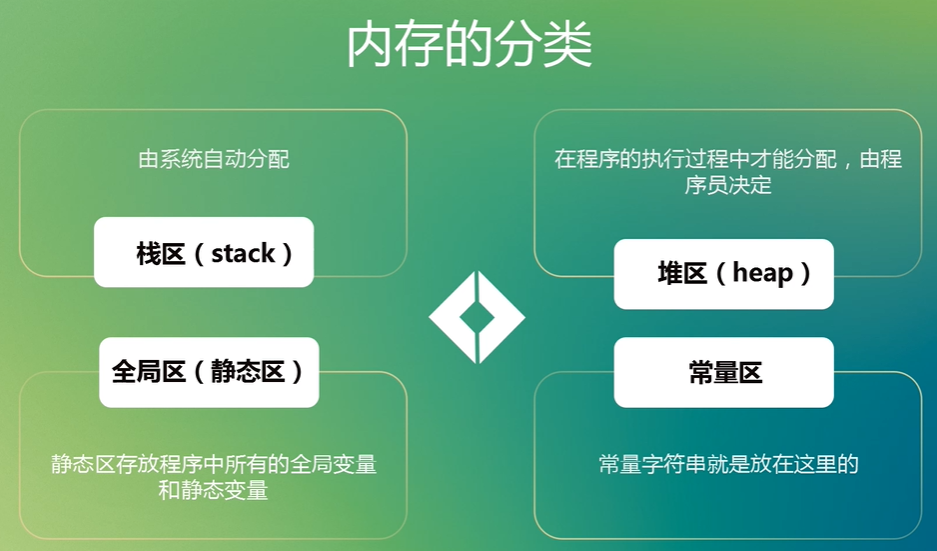 内存的分类
由系统自动分配
栈区（stack）
在程序的执行过程中才能分配，由程
序员决定
堆区（heap）
全局区（静态区）
静态区存放程序中所有的全局变量
和静态变量
常量区
常量字符串就是放在这里的